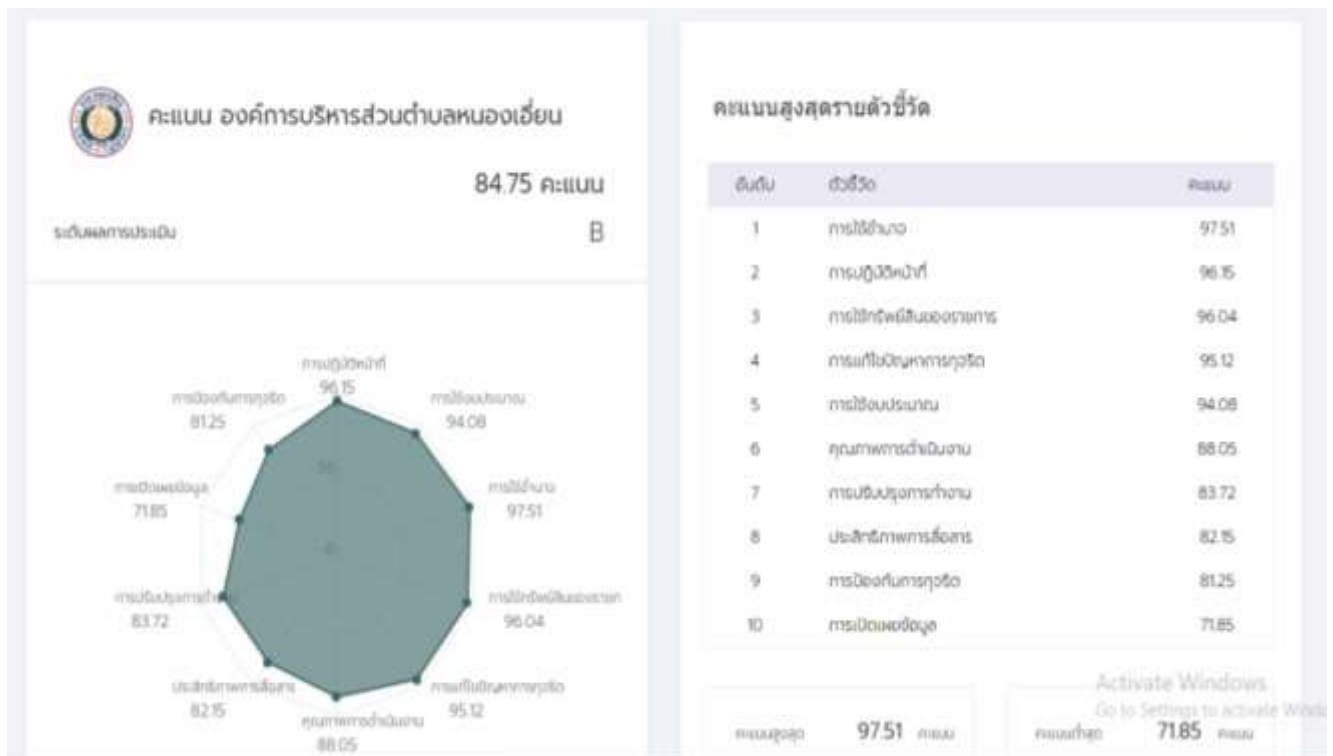 คะแนน องค์การบริหารส่วนตำบลหนองเอี่ยน
84.75 คะแนน
ระดับผลการประเมิน B
การปฏิบัติหน้าที่
96.15
การป้องกันการทุจริต
81.25
การใช้งบประมาณ
94.08
การเปิดเผยข้อมูล
71.85
การใช้อำนาจ
97.51
การปรับปรุงการทำ
83.72
การใช้ทรัพย์สินของราชก
96.04
ประสิทธิภาพการสื่อสาร
82.15
การแก้ไขปัญหาการทุจริต
95.12
คุณภาพการดำเนินงาน
88.05
คะแนนสูงสุดรายตัวชี้วัด
อันดับ ตัวชี้วัด คะแนน
1 การใช้อำนาจ 97.51
2 การปฏิบัติหน้าที่ 96.15
3 การใช้ทรัพย์สินของราชการ 96.04
4 การแก้ไขปัญหาการทุจริต 95.12
5 การใช้งบประมาณ 94.08
6 คุณภาพการดำเนินงาน 88.05
7 การปรับปรุงการทำงาน 83.72
8 ประสิทธิภาพการสื่อสาร 82.15
9 การป้องกันการทุจริต 81.25
10 การเปิดเผยข้อมูล 71.85
คะแนนสูงสุด 97.51 คะแนน
คะแนนต่ำสุด 71.85 คะแนน
Activate Windows
Go to Settings to activate Windo